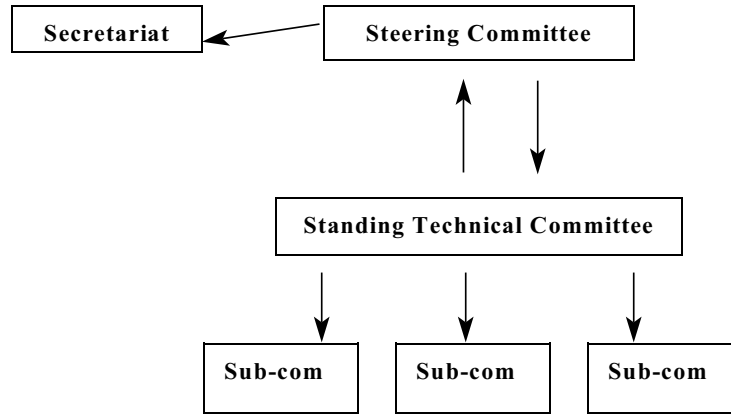 Secretariat
Steering Committee
Standing Technical Committee
Sub-com
Sub-com
Sub-com